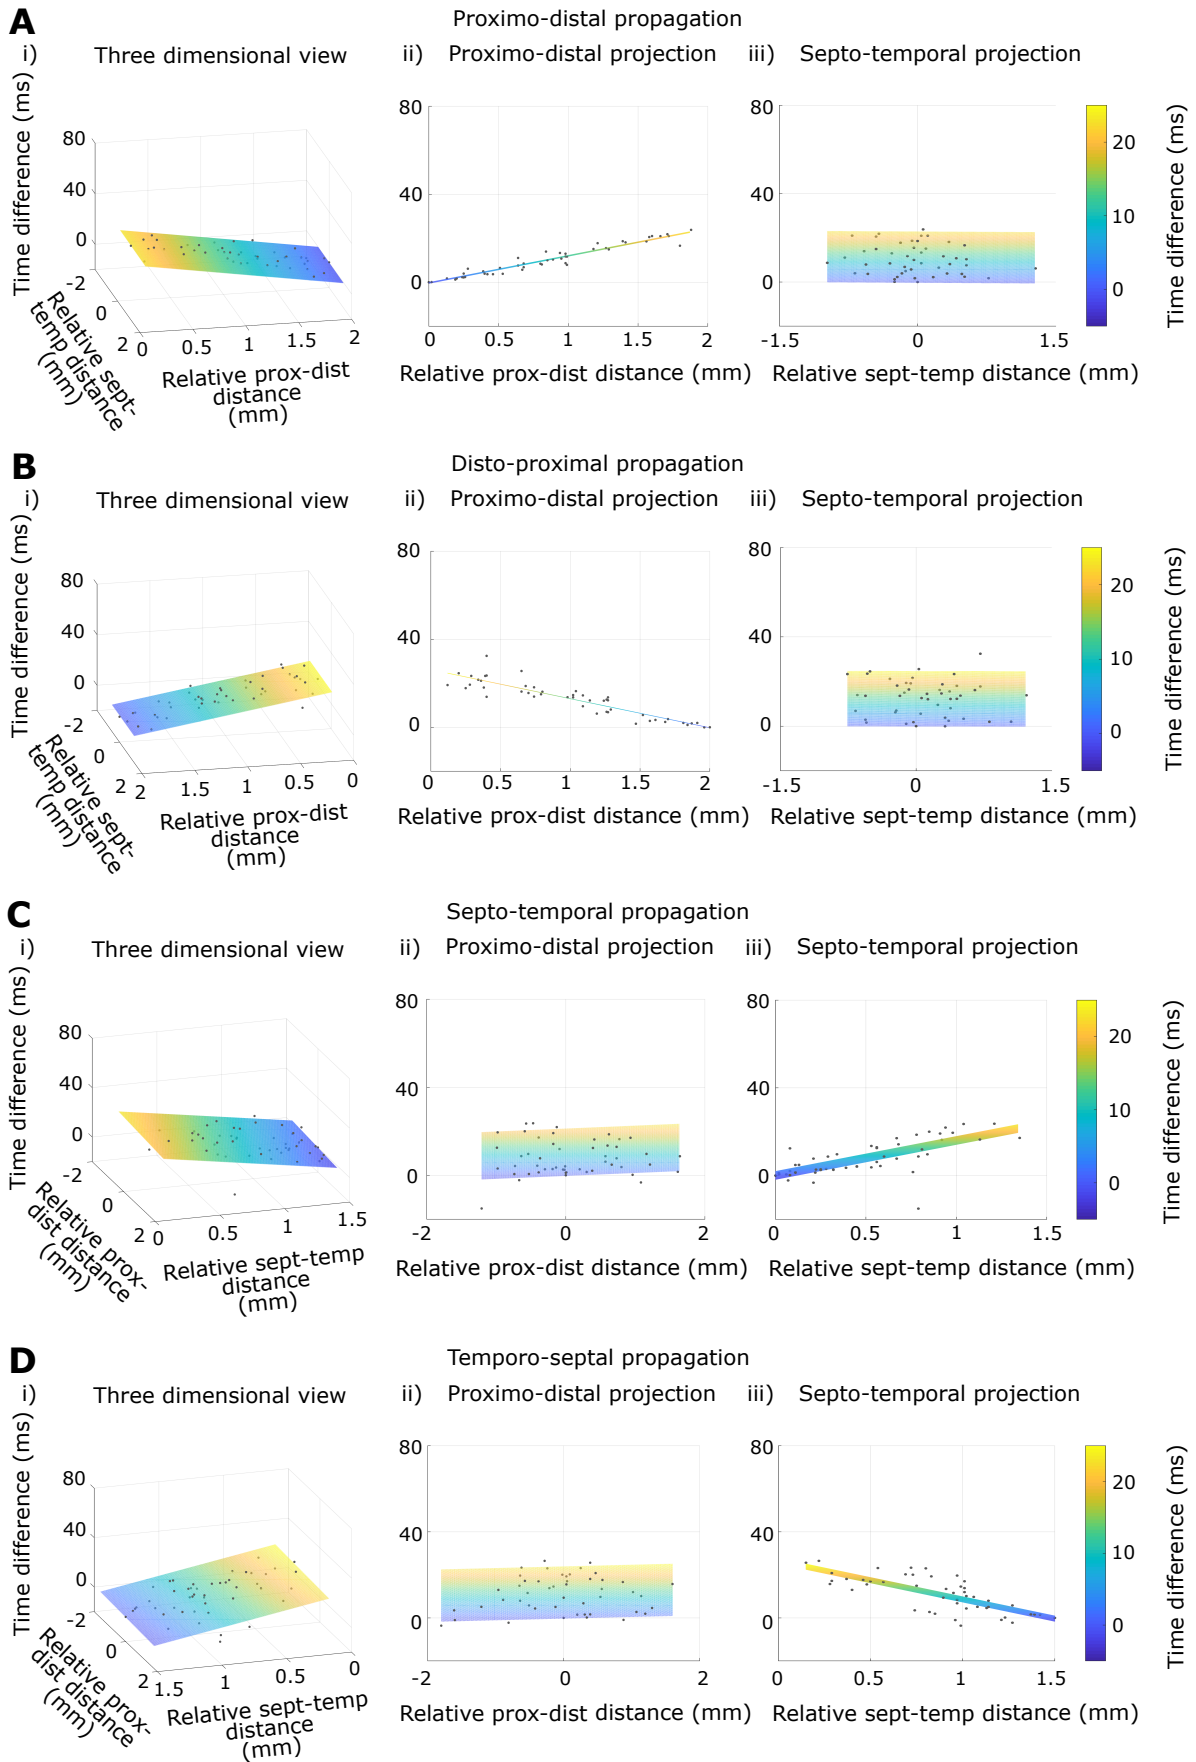 A
Proximo-distal propagation
i) Three dimensional view
ii) Proximo-distal projection
iii) Septo-temporal projection
Time difference (ms)
80
40
0
-2
0
2
Relative sept-
temp distance
(mm)
0 0.5 1 1.5 2
Relative prox-dist
distance
(mm)
80
40
0
0 0.5 1 1.5 2
Relative prox-dist distance (mm)
80
40
0
-1.5 0 1.5
Relative sept-temp distance (mm)
20
10
0
Time difference (ms)
B
Disto-proximal propagation
i) Three dimensional view
ii) Proximo-distal projection
iii) Septo-temporal projection
Time difference (ms)
80
40
0
-2
0
2
Relative sept-
temp distance
(mm)
2 1.5 1 0.5 0
Relative prox-dist
distance
(mm)
80
40
0
0 0.5 1 1.5 2
Relative prox-dist distance (mm)
80
40
0
-1.5 0 1.5
Relative sept-temp distance (mm)
20
10
0
Time difference (ms)
C
Septo-temporal propagation
i) Three dimensional view
ii) Proximo-distal projection
iii) Septo-temporal projection
Time difference (ms)
80
40
0
-2
0
2
Relative prox-
dist distance
(mm)
0 0.5 1 1.5
Relative sept-temp
distance
(mm)
80
40
0
-2 0 2
Relative prox-dist distance (mm)
80
40
0
0 0.5 1 1.5
Relative sept-temp distance (mm)
20
10
0
Time difference (ms)
D
Temporo-septal propagation
i) Three dimensional view
ii) Proximo-distal projection
iii) Septo-temporal projection
Time difference (ms)
80
40
0
-2
0
2
Relative prox-
dist distance
(mm)
1.5 1 0.5 0
Relative sept-temp
distance
(mm)
80
40
0
-2 0 2
Relative prox-dist distance (mm)
80
40
0
0 0.5 1 1.5
Relative sept-temp distance (mm)
20
10
0
Time difference (ms)